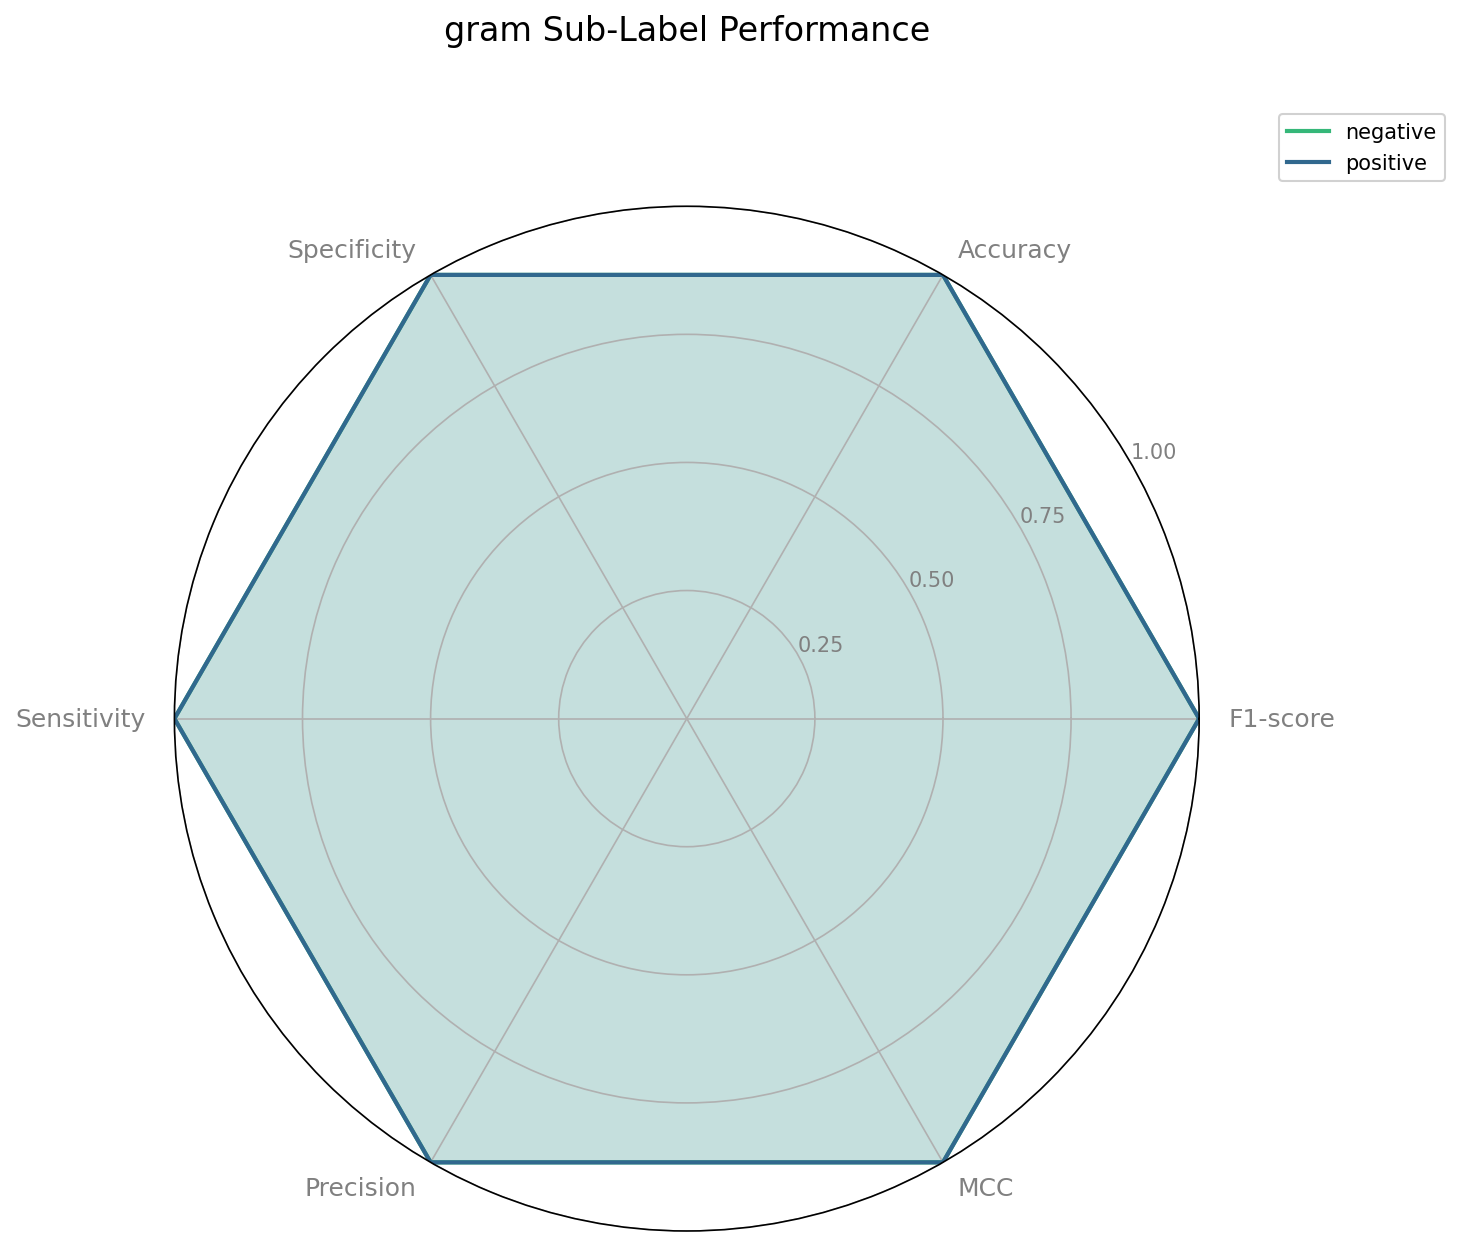 gram Sub-Label Performance
negative
positive
Specificity
Accuracy
1.00
0.75
0.50
0.25
Sensitivity
F1-score
Precision
MCC